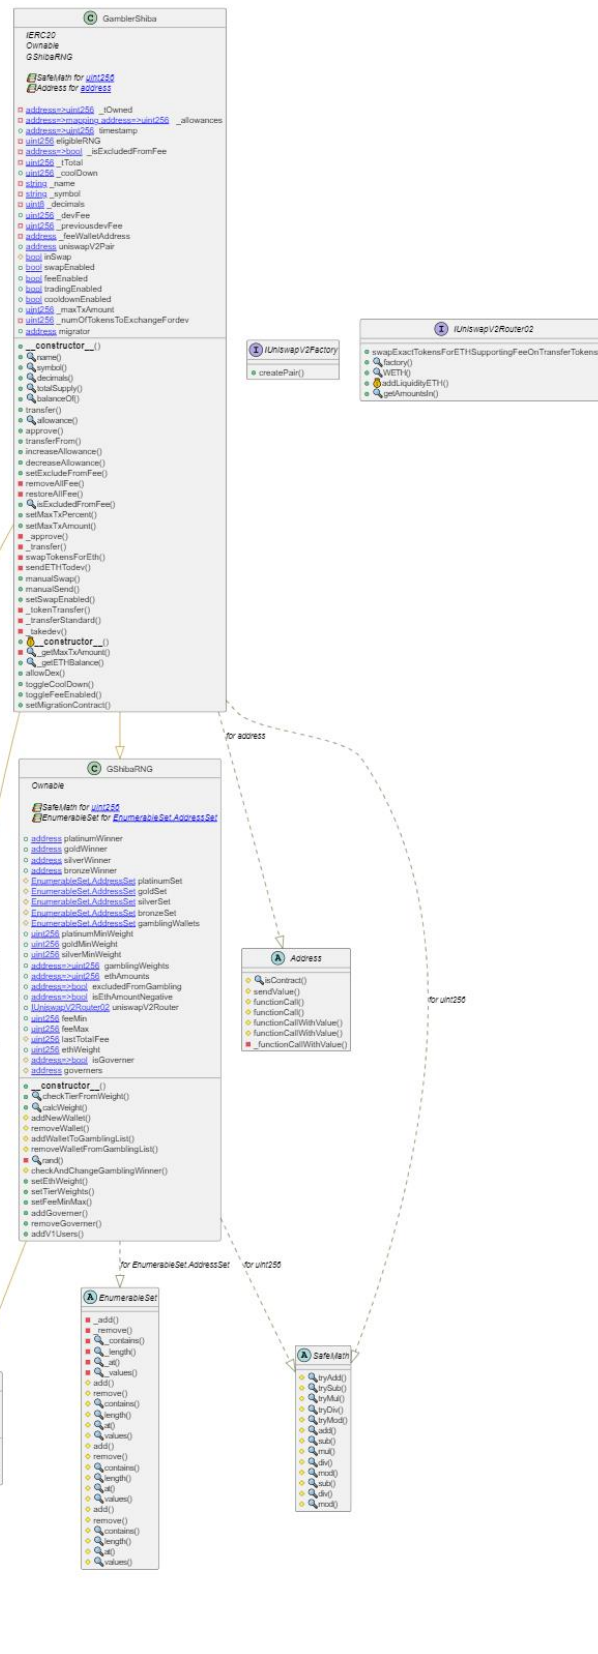 C GamblerShiba
IERC20
Ownable
GShibaRNG
SafeMath for uint256
Address for address
address=>uint256 _tOwned
address=>mapping address=>uint256 _allowances
address=>uint256 timestamp
uint256 eligibleRNG
address=>bool _isExcludedFromFee
uint256 _tTotal
uint256 _coolDown
string _name
string _symbol
uint8 _decimals
uint256 _devFee
uint256 _previousdevFee
address _feeWalletAddress
address uniswapV2Pair
bool inSwap
bool swapEnabled
bool feeEnabled
bool tradingEnabled
bool cooldownEnabled
uint256 _maxTxAmount
uint256 _numOfTokensToExchangeFordev
address migrator
__constructor__()
name()
symbol()
decimals()
totalSupply()
balanceOf()
transfer()
allowance()
approve()
transferFrom()
increaseAllowance()
decreaseAllowance()
setExcludeFromFee()
removeAllFee()
restoreAllFee()
isExcludedFromFee()
setMaxTxPercent()
setMaxTxAmount()
_approve()
_transfer()
swapTokensForEth()
sendETHTodev()
manualSwap()
manualSend()
setSwapEnabled()
_tokenTransfer()
_transferStandard()
_takedev()
__constructor__()
_getMaxTxAmount()
_getETHBalance()
allowDex()
toggleCoolDown()
toggleFeeEnabled()
setMigrationContract()
I IUniswapV2Factory
createPair()
I IUniswapV2Router02
swapExactTokensForETHSupportingFeeOnTransferTokens
factory()
WETH()
addLiquidityETH()
getAmountsIn()
for address
C GShibaRNG
Ownable
SafeMath for uint256
EnumerableSet for EnumerableSet.AddressSet
address platinumWinner
address goldWinner
address silverWinner
address bronzeWinner
EnumerableSet.AddressSet platinumSet
EnumerableSet.AddressSet goldSet
EnumerableSet.AddressSet silverSet
EnumerableSet.AddressSet bronzeSet
EnumerableSet.AddressSet gamblingWallets
uint256 platinumMinWeight
uint256 goldMinWeight
uint256 silverMinWeight
address=>uint256 gamblingWeights
address=>uint256 ethAmounts
address=>bool excludedFromGambling
address=>bool isEthAmountNegative
IUniswapV2Router02 uniswapV2Router
uint256 feeMin
uint256 feeMax
uint256 lastTotalFee
uint256 ethWeight
address=>bool isGoverner
address governers
__constructor__()
checkTierFromWeight()
calcWeight()
addNewWallet()
removeWallet()
addWalletToGamblingList()
removeWalletFromGamblingList()
rand()
checkAndChangeGamblingWinner()
setEthWeight()
setTierWeights()
setFeeMinMax()
addGoverner()
removeGoverner()
addV1Users()
A Address
isContract()
sendValue()
functionCall()
functionCall()
functionCallWithValue()
functionCallWithValue()
_functionCallWithValue()
for uint256
for EnumerableSet.AddressSet
for uint256
A EnumerableSet
_add()
_remove()
_contains()
_length()
_at()
_values()
add()
remove()
contains()
length()
at()
values()
add()
remove()
contains()
length()
at()
values()
add()
remove()
contains()
length()
at()
values()
A SafeMath
tryAdd()
trySub()
tryMul()
tryDiv()
tryMod()
add()
sub()
mul()
div()
mod()
sub()
div()
mod()